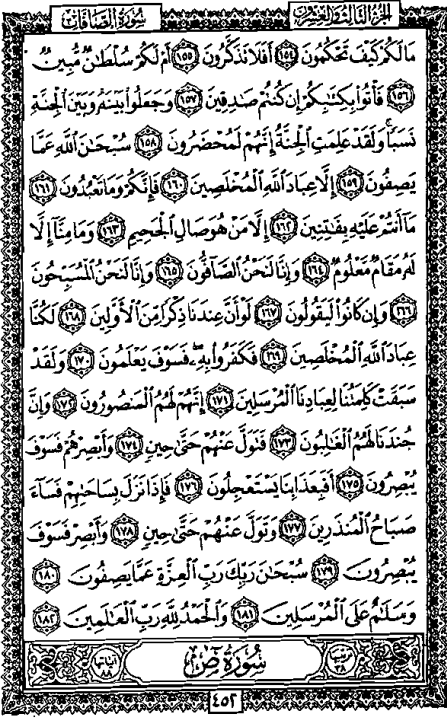 الجزء الثالث والعشرون سورة الصافات
مَا لَكُمْ كَيْفَ تَحْكُمُونَ ١٥٤ أَفَلَا تَذَكَّرُونَ ١٥٥ أَمْ لَكُمْ سُلْطَانٌ مُبِينٌ
١٥٦ فَأْتُوا بِكِتَابِكُمْ إِن كُنتُمْ صَادِقِينَ ١٥٧ وَجَعَلُوا بَيْنَهُ وَبَيْنَ الْجِنَّةِ
نَسَبًا وَلَقَدْ عَلِمَتِ الْجِنَّةُ إِنَّهُمْ لَمُحْضَرُونَ ١٥٨ سُبْحَانَ اللَّهِ عَمَّا
يَصِفُونَ ١٥٩ إِلَّا عِبَادَ اللَّهِ الْمُخْلَصِينَ ١٦٠ فَإِنَّكُمْ وَمَا تَعْبُدُونَ ١٦١
مَا أَنتُمْ عَلَيْهِ بِفَاتِنِينَ ١٦٢ إِلَّا مَنْ هُوَ صَالِ الْجَحِيمِ ١٦٣ وَمَا مِنَّا إِلَّا
لَهُ مَقَامٌ مَعْلُومٌ ١٦٤ وَإِنَّا لَنَحْنُ الصَّافُّونَ ١٦٥ وَإِنَّا لَنَحْنُ الْمُسَبِّحُونَ
١٦٦ وَإِن كَانُوا لَيَقُولُونَ ١٦٧ لَوْ أَنَّ عِندَنَا ذِكْرًا مِنَ الْأَوَّلِينَ ١٦٨ لَكُنَّا
عِبَادَ اللَّهِ الْمُخْلَصِينَ ١٦٩ فَكَفَرُوا بِهِ فَسَوْفَ يَعْلَمُونَ ١٧٠ وَلَقَدْ
سَبَقَتْ كَلِمَتُنَا لِعِبَادِنَا الْمُرْسَلِينَ ١٧١ إِنَّهُمْ لَهُمُ الْمَنصُورُونَ ١٧٢ وَإِنَّ
جُندَنَا لَهُمُ الْغَالِبُونَ ١٧٣ فَتَوَلَّ عَنْهُمْ حَتَّى حِينٍ ١٧٤ وَأَبْصِرْهُمْ فَسَوْفَ
يُبْصِرُونَ ١٧٥ أَفَبِعَذَابِنَا يَسْتَعْجِلُونَ ١٧٦ فَإِذَا نَزَلَ بِسَاحَتِهِمْ فَسَاءَ
صَبَاحُ الْمُنذَرِينَ ١٧٧ وَتَوَلَّ عَنْهُمْ حَتَّى حِينٍ ١٧٨ وَأَبْصِرْ فَسَوْفَ
يُبْصِرُونَ ١٧٩ سُبْحَانَ رَبِّكَ رَبِّ الْعِزَّةِ عَمَّا يَصِفُونَ ١٨٠
وَسَلَامٌ عَلَى الْمُرْسَلِينَ ١٨١ وَالْحَمْدُ لِلَّهِ رَبِّ الْعَالَمِينَ ١٨٢
ترتيبها ٣٨ سُورَةُ صٓ آياتها ٨٨
٤٥٢